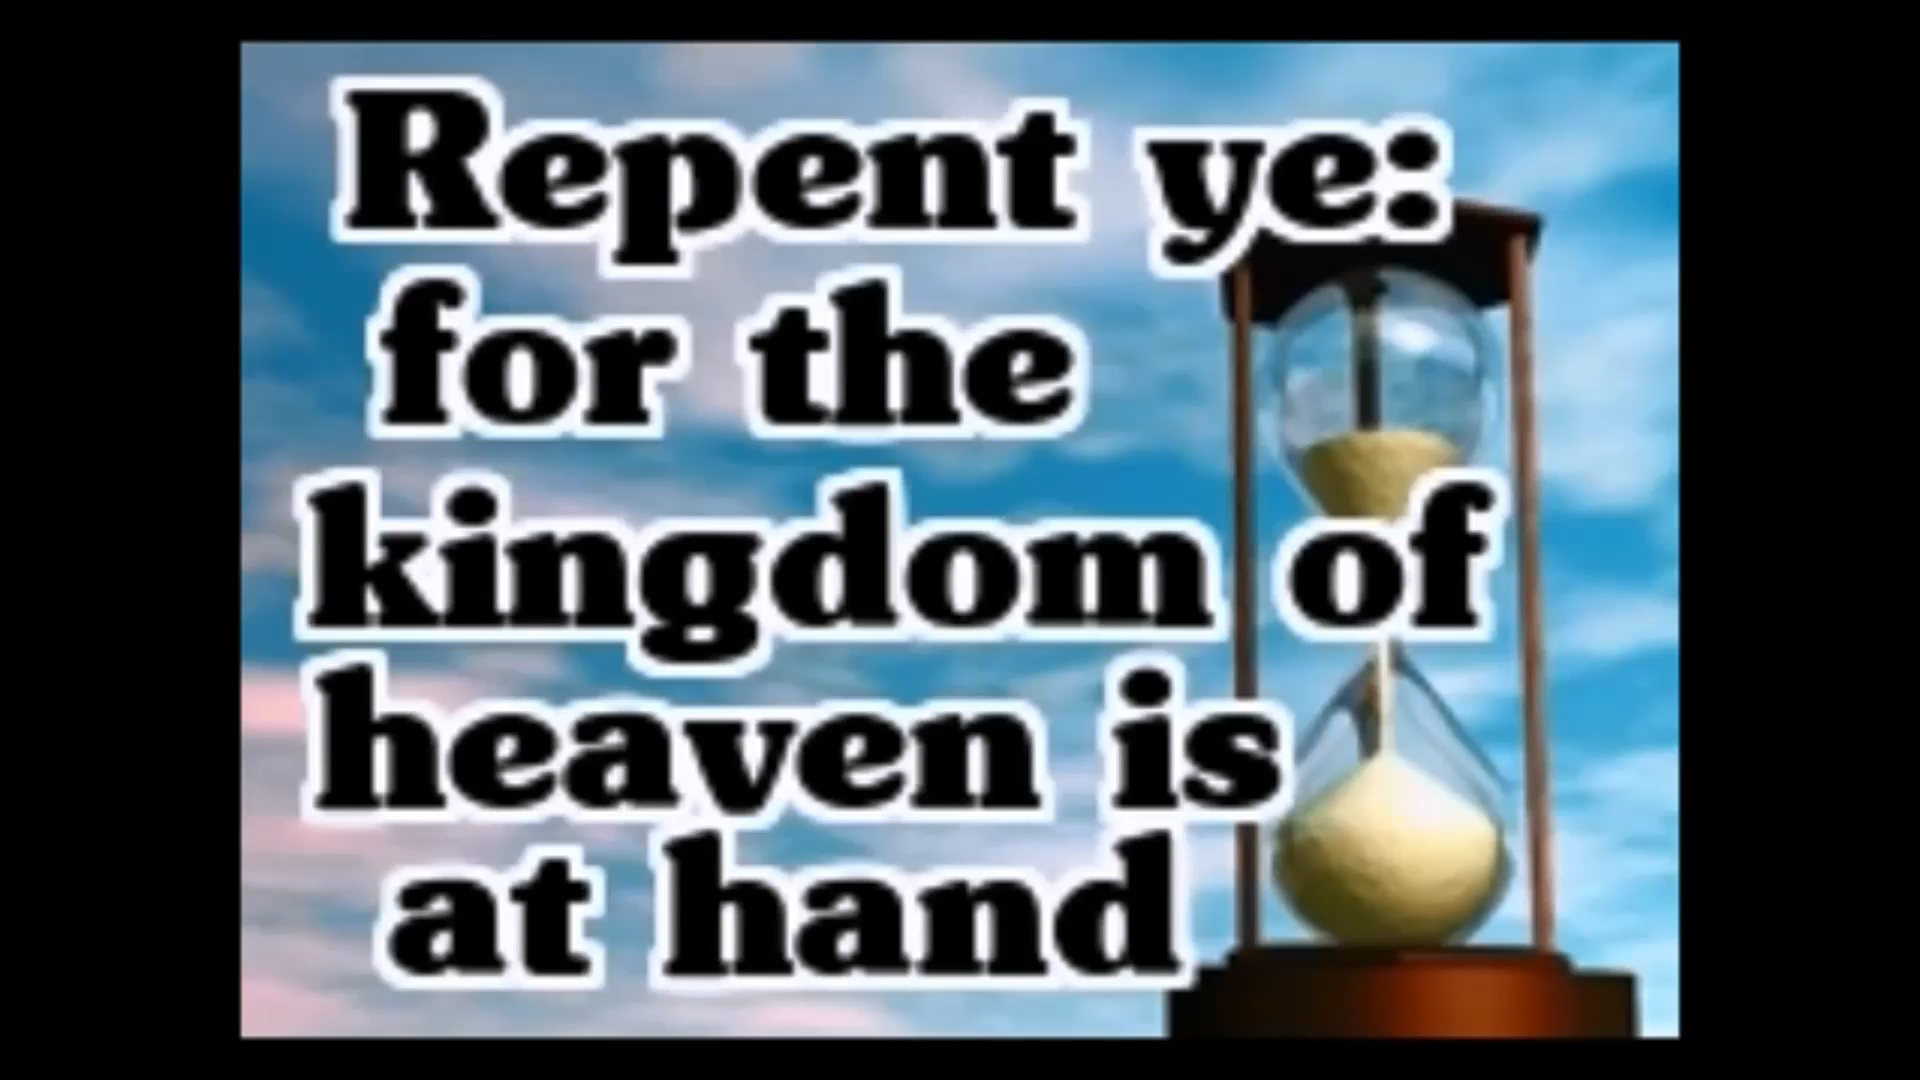 Repent ye:
for the
kingdom of
heaven is
at hand